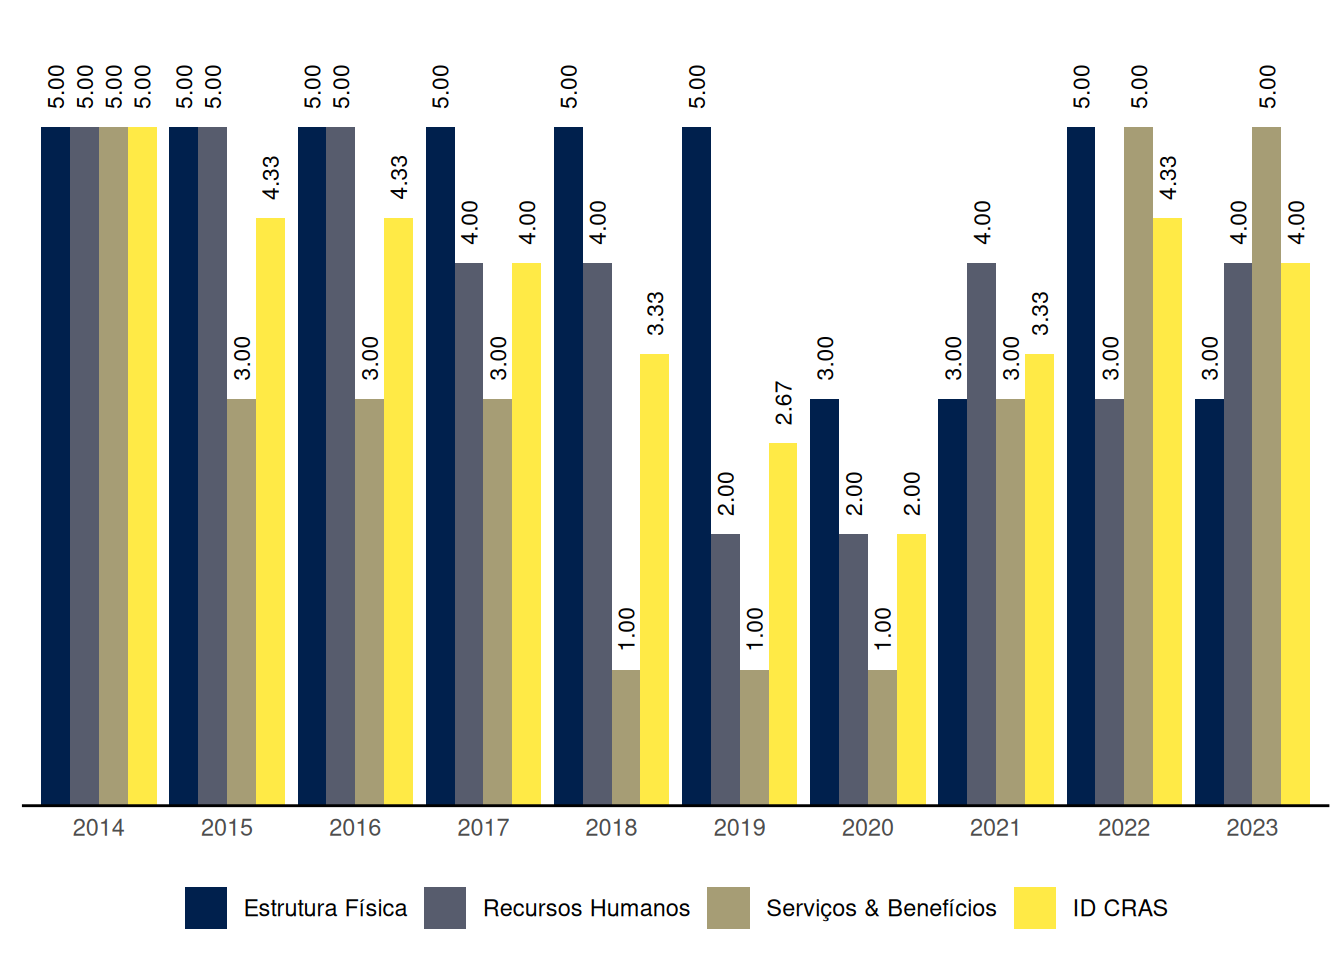 5.00 5.00 5.00 5.00 5.00 5.00 3.00 4.33 5.00 5.00 3.00 4.33 5.00 4.00 3.00 4.00 5.00 4.00 1.00 3.33 5.00 2.00 1.00 2.67 3.00 2.00 1.00 2.00 3.00 4.00 3.00 3.33 5.00 3.00 5.00 4.33 3.00 4.00 5.00 4.00
2014 2015 2016 2017 2018 2019 2020 2021 2022 2023
Estrutura Física Recursos Humanos Serviços & Benefícios ID CRAS